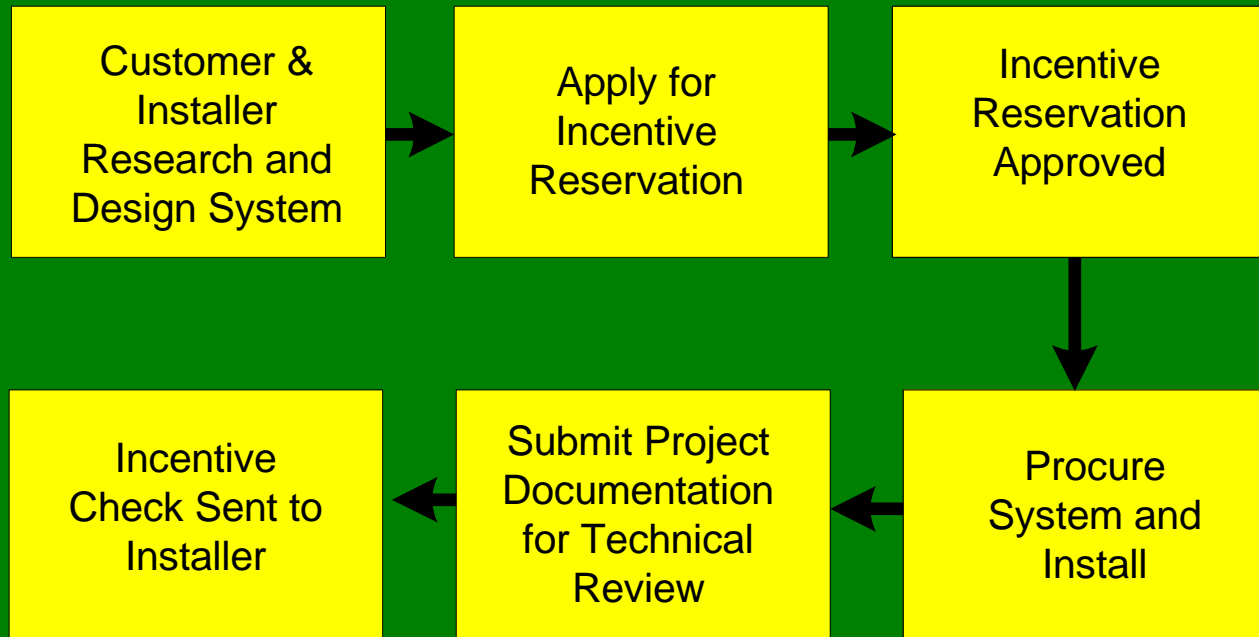 Customer &
Installer
Research and
Design System
Apply for
Incentive
Reservation
Incentive
Reservation
Approved
Procure
System and
Install
Submit Project
Documentation
for Technical
Review
Incentive
Check Sent to
Installer